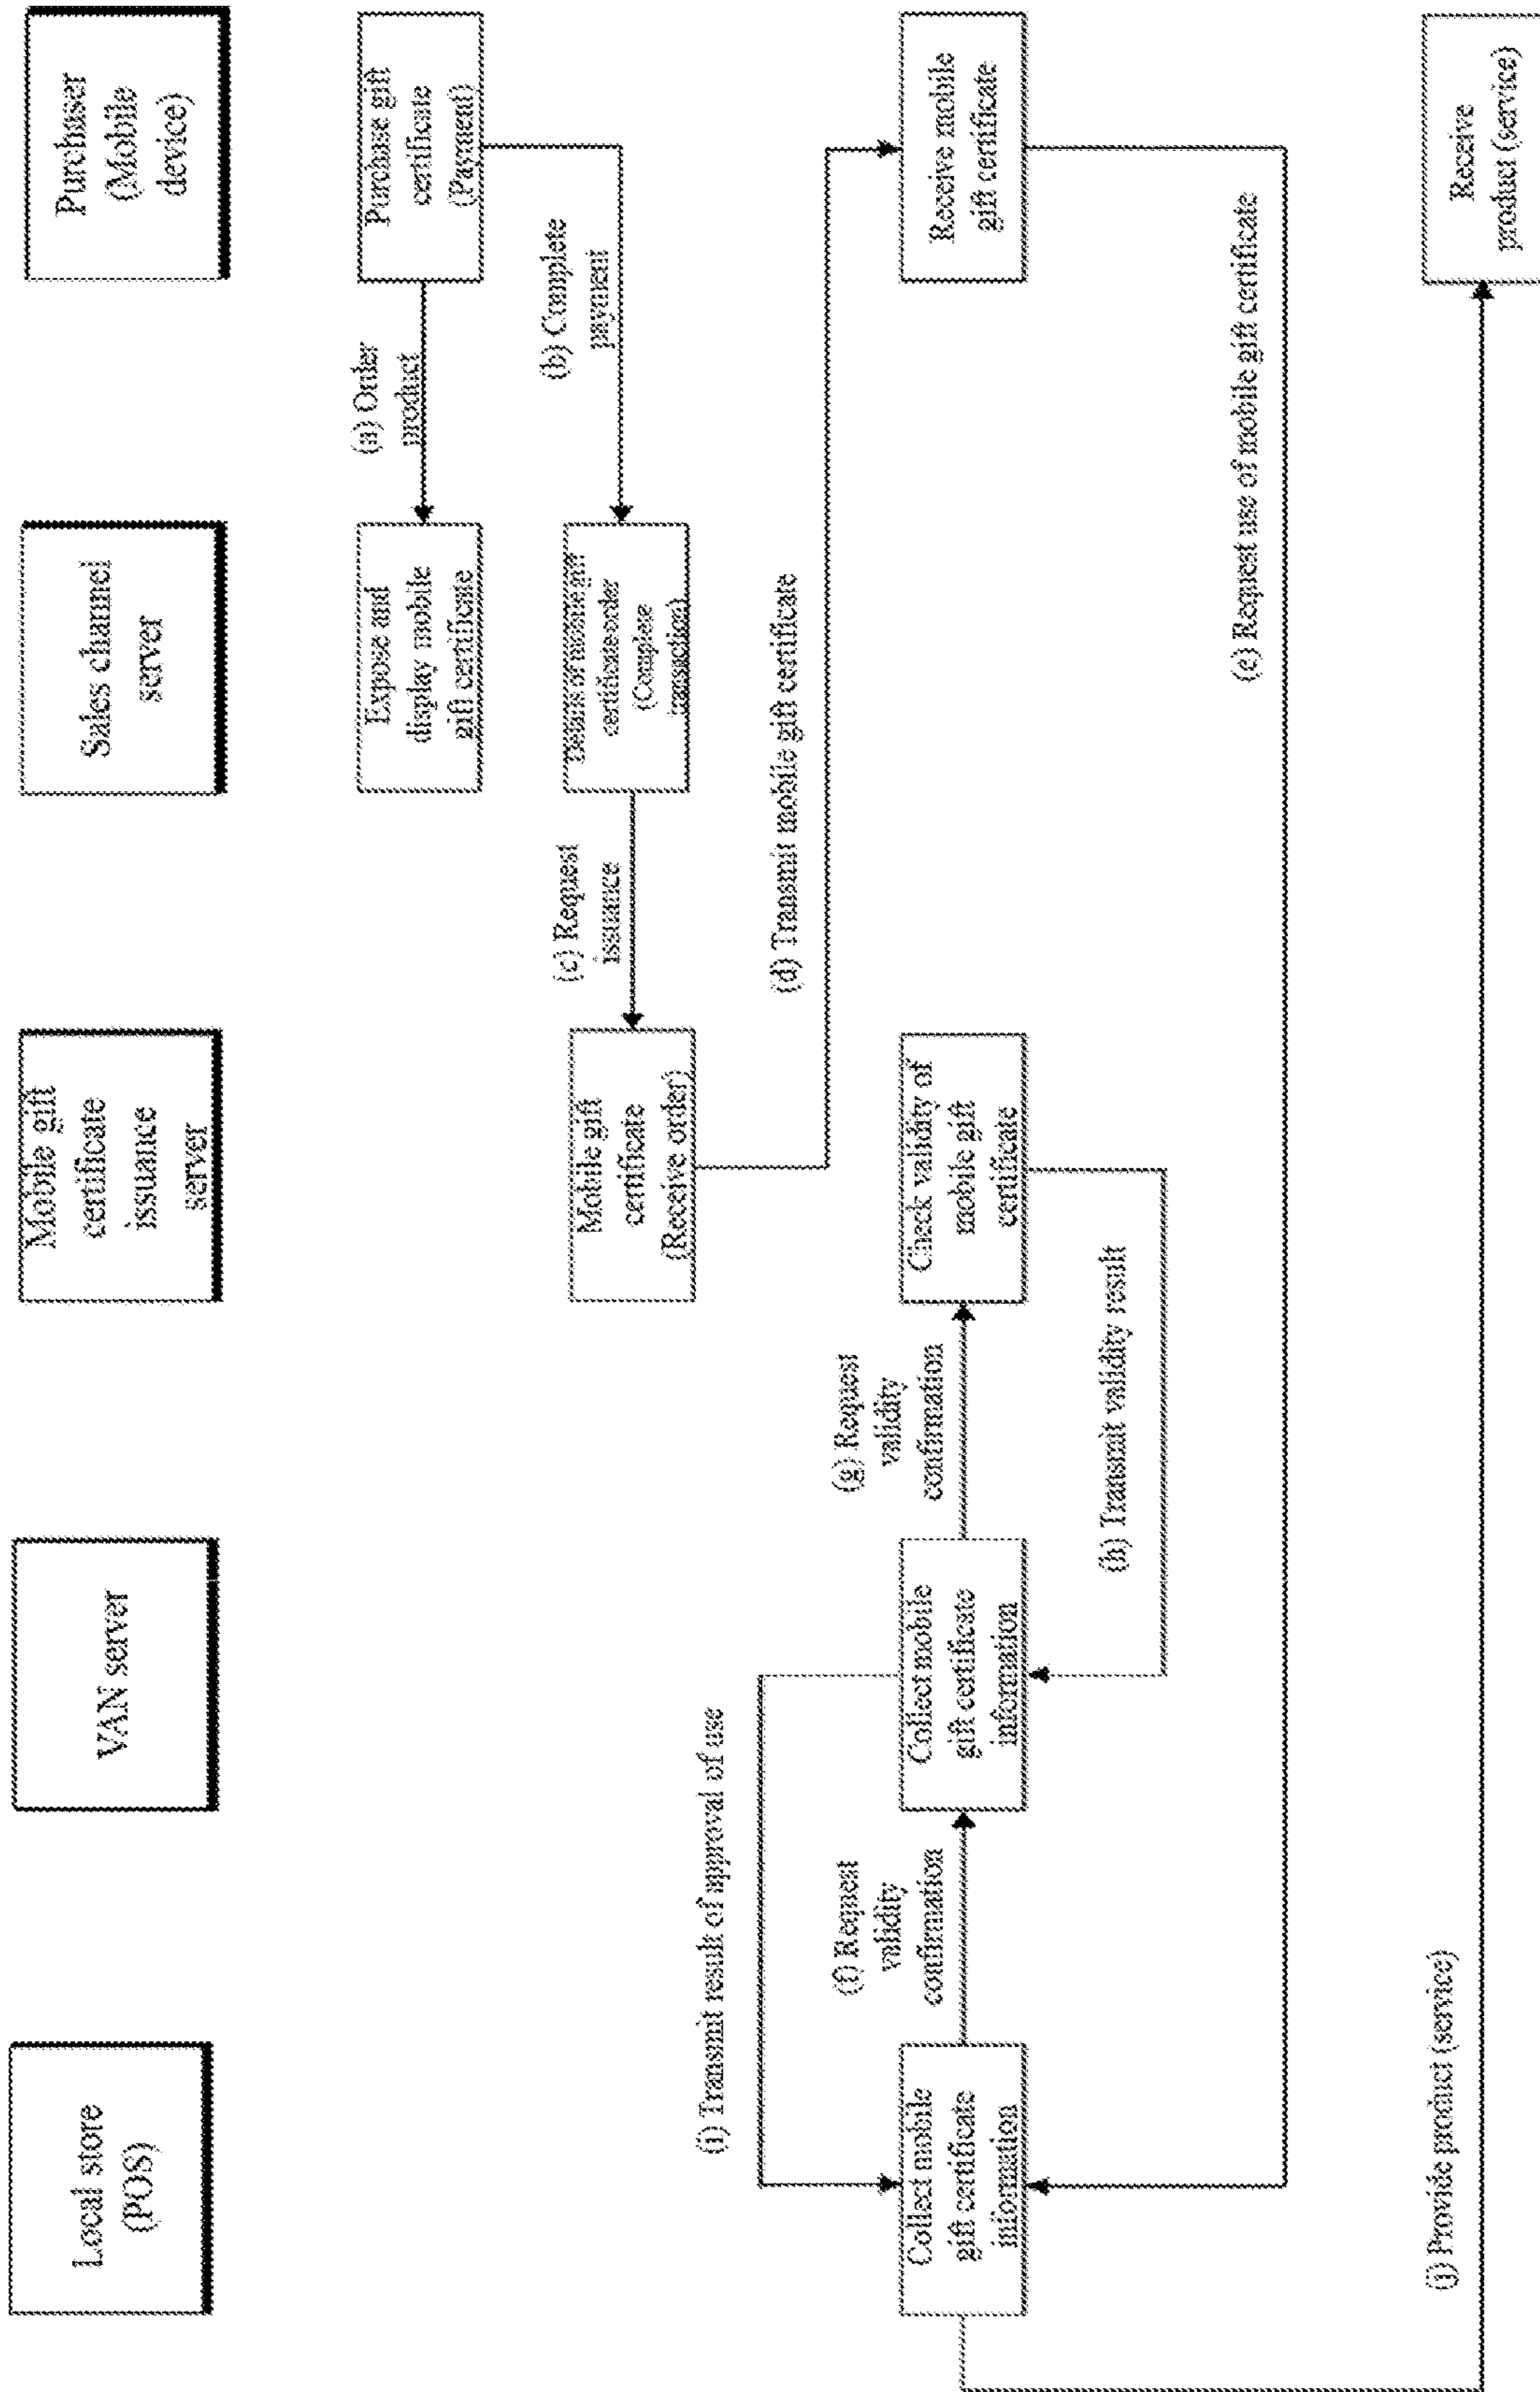 Local store
(POS)
VAN server
Mobile gift
certificate
issuance
server
Sales channel
server
Purchaser
(Mobile
device)
Expose and
display mobile
gift certificate
(a) Order
product
Purchase gift
certificate
(Payment)
(c) Request
issuance
Details of mobile gift
certificate order
(Complete
transaction)
(b) Complete
payment
Mobile gift
certificate
(Receive order)
(i) Transmit result of approval of use
(d) Transmit mobile gift certificate
Collect mobile
gift certificate
information
(f) Request
validity
confirmation
Collect mobile
gift certificate
information
(g) Request
validity
confirmation
Check validity of
mobile gift
certificate
Receive mobile
gift certificate
(h) Transmit validity result
(e) Request use of mobile gift certificate
(j) Provide product (service)
Receive
product (service)